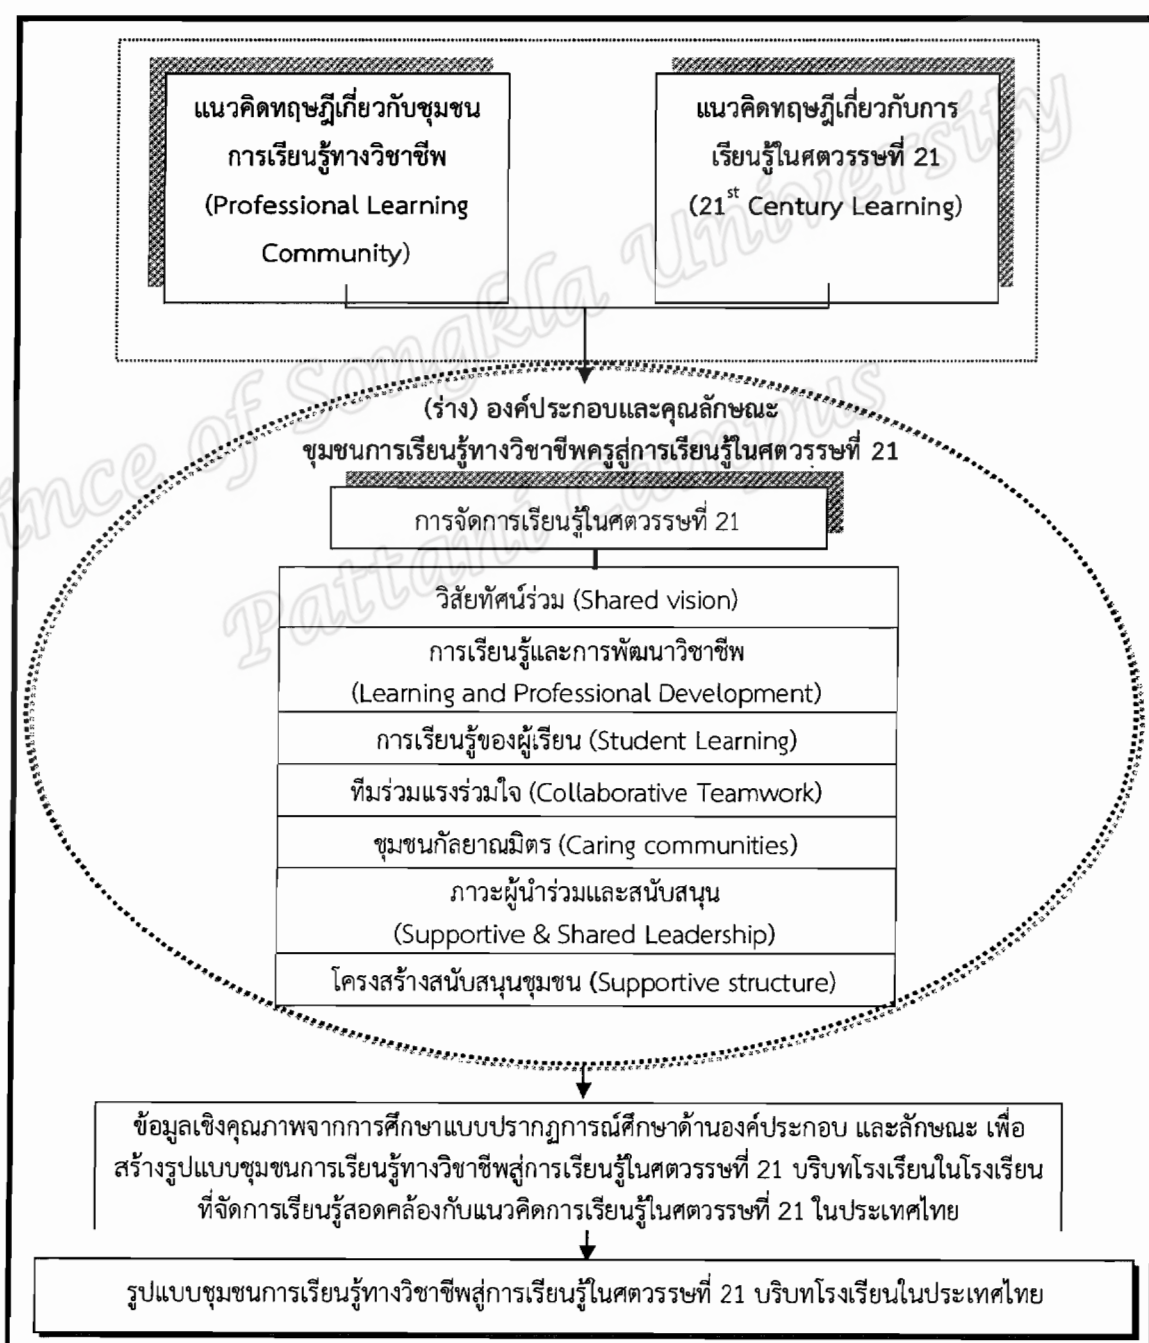 แนวคิดทฤษฎีเกี่ยวกับชุมชน
การเรียนรู้ทางวิชาชีพ
(Professional Learning
Community)
แนวคิดทฤษฎีเกี่ยวกับการ
เรียนรู้ในศตวรรษที่ 21
(21st Century Learning)
(ร่าง) องค์ประกอบและคุณลักษณะ
ชุมชนการเรียนรู้ทางวิชาชีพครูสู่การเรียนรู้ในศตวรรษที่ 21
การจัดการเรียนรู้ในศตวรรษที่ 21
วิสัยทัศน์ร่วม (Shared vision)
การเรียนรู้และการพัฒนาวิชาชีพ
(Learning and Professional Development)
การเรียนรู้ของผู้เรียน (Student Learning)
ทีมร่วมแรงร่วมใจ (Collaborative Teamwork)
ชุมชนกัลยาณมิตร (Caring communities)
ภาวะผู้นำร่วมและสนับสนุน
(Supportive & Shared Leadership)
โครงสร้างสนับสนุนชุมชน (Supportive structure)
ข้อมูลเชิงคุณภาพจากการศึกษาแบบปรากฏการณ์ศึกษาด้านองค์ประกอบ และลักษณะ เพื่อ
สร้างรูปแบบชุมชนการเรียนรู้ทางวิชาชีพสู่การเรียนรู้ในศตวรรษที่ 21 บริบทโรงเรียนในโรงเรียน
ที่จัดการเรียนรู้สอดคล้องกับแนวคิดการเรียนรู้ในศตวรรษที่ 21 ในประเทศไทย
รูปแบบชุมชนการเรียนรู้ทางวิชาชีพสู่การเรียนรู้ในศตวรรษที่ 21 บริบทโรงเรียนในประเทศไทย
ince of Songkla University
Pattani Campus